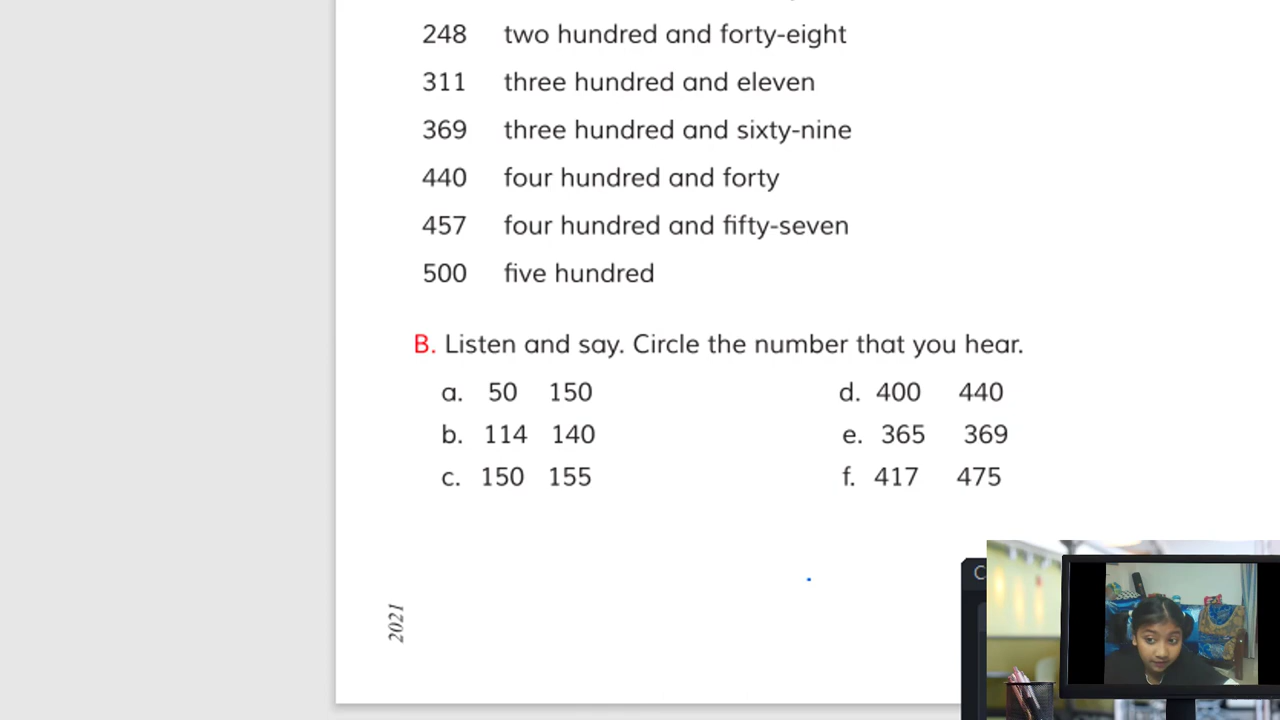 248 two hundred and forty-eight
311 three hundred and eleven
369 three hundred and sixty-nine
440 four hundred and forty
457 four hundred and fifty-seven
500 five hundred
B. Listen and say. Circle the number that you hear.
a. 50 150
b. 114 140
c. 150 155
d. 400 440
e. 365 369
f. 417 475
2021